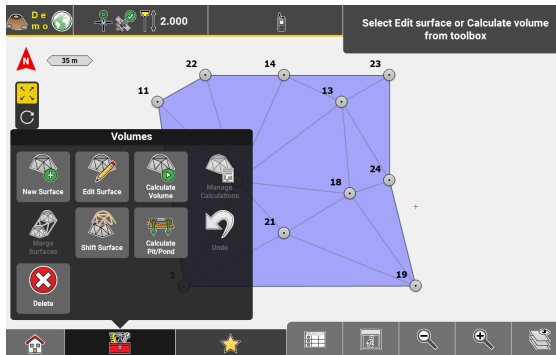 De
mo
2.000
Select Edit surface or Calculate volume
from toolbox
N
35 m
22
14
23
11
13
24
18
21
1
19
Volumes
New Surface
Edit Surface
Calculate
Volume
Manage
Calculations
Merge
Surfaces
Shift Surface
Calculate
Pit/Pond
Undo
Delete